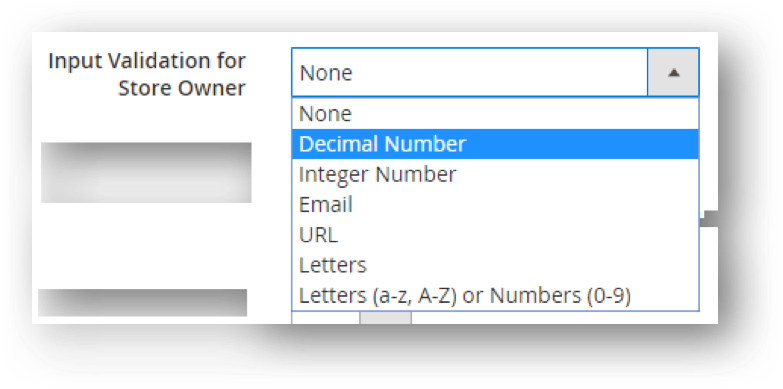 Input Validation for
Store Owner
None
None
Decimal Number
Integer Number
Email
URL
Letters
Letters (a-z, A-Z) or Numbers (0-9)